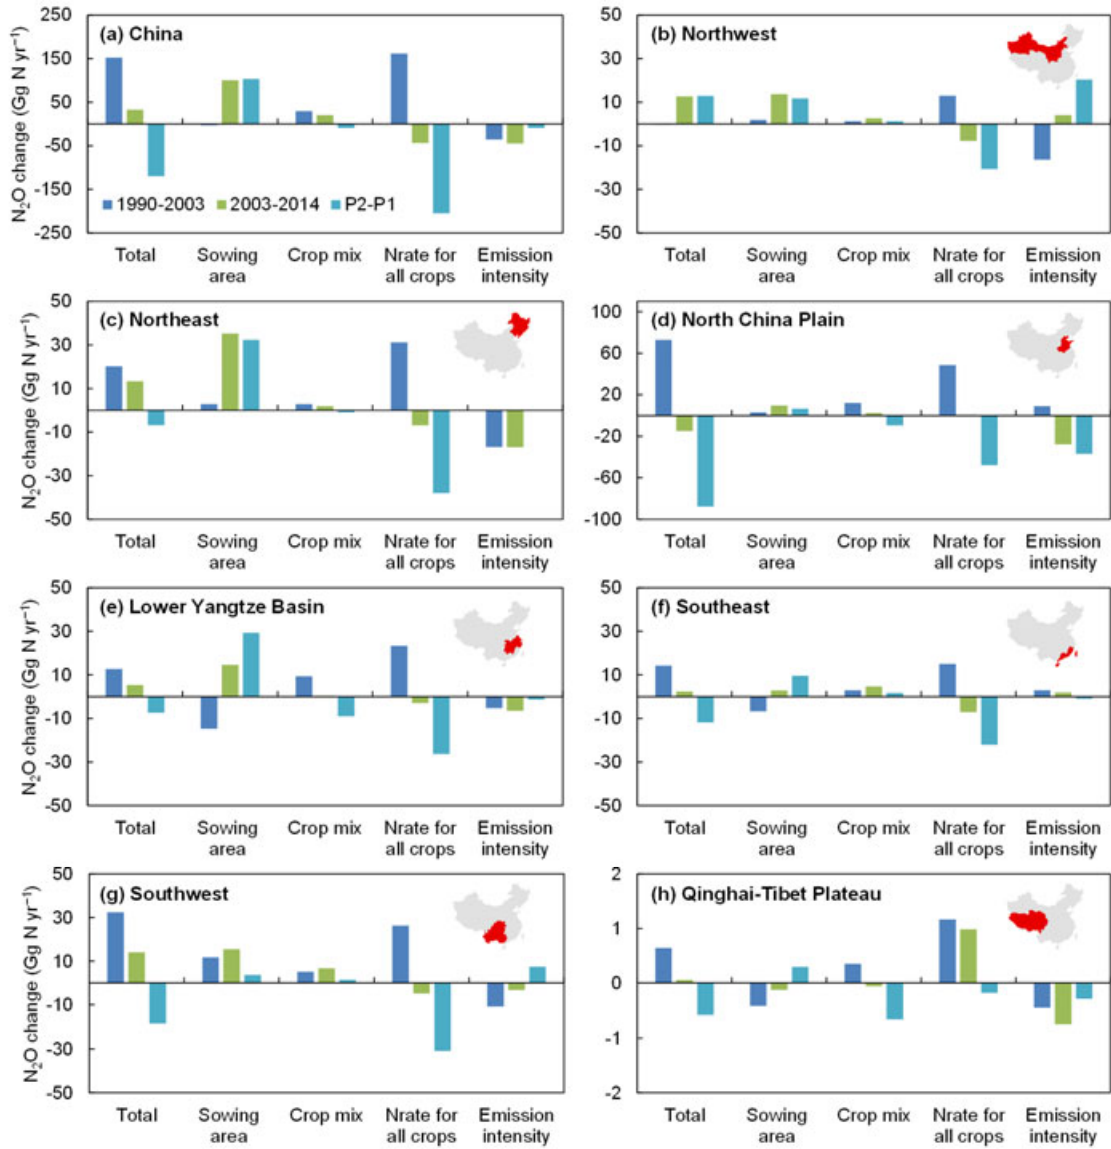 (a) China
N₂O change (Gg N yr⁻¹)
250
150
50
-50
-150
-250
1990-2003 2003-2014 P2-P1
Total Sowing area Crop mix Nrate for all crops Emission intensity
(b) Northwest
50
30
10
-10
-30
-50
Total Sowing area Crop mix Nrate for all crops Emission intensity
(c) Northeast
N₂O change (Gg N yr⁻¹)
50
30
10
-10
-30
-50
Total Sowing area Crop mix Nrate for all crops Emission intensity
(d) North China Plain
100
60
20
-20
-60
-100
Total Sowing area Crop mix Nrate for all crops Emission intensity
(e) Lower Yangtze Basin
N₂O change (Gg N yr⁻¹)
50
30
10
-10
-30
-50
Total Sowing area Crop mix Nrate for all crops Emission intensity
(f) Southeast
50
30
10
-10
-30
-50
Total Sowing area Crop mix Nrate for all crops Emission intensity
(g) Southwest
N₂O change (Gg N yr⁻¹)
50
30
10
-10
-30
-50
Total Sowing area Crop mix Nrate for all crops Emission intensity
(h) Qinghai-Tibet Plateau
2
1
0
-1
-2
Total Sowing area Crop mix Nrate for all crops Emission intensity